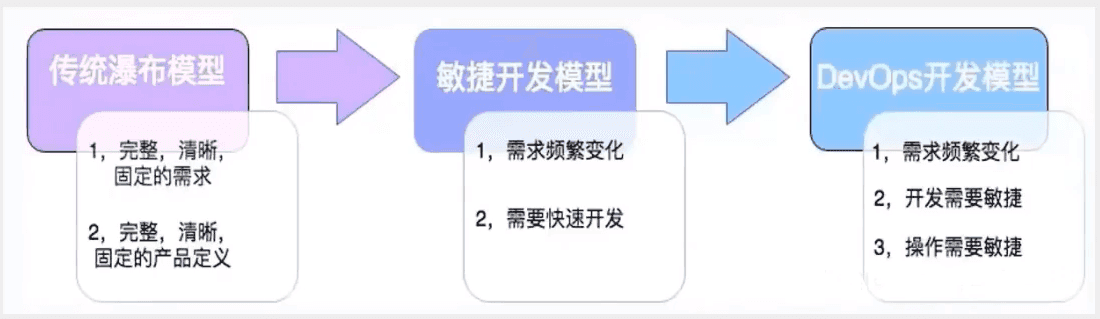 传统瀑布模型
1，完整，清晰，
固定的需求
2，完整，清晰，
固定的产品定义
敏捷开发模型
1，需求频繁变化
2，需要快速开发
DevOps开发模型
1，需求频繁变化
2，开发需要敏捷
3，操作需要敏捷